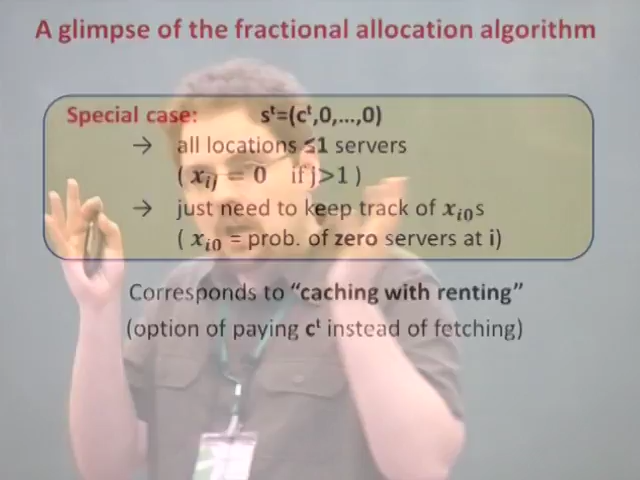 A glimpse of the fractional allocation algorithm
Special case: sᵗ=(cᵗ,0,...,0)
→ all locations ≤1 servers
( xᵢⱼ = 0 if j>1 )
→ just need to keep track of xᵢ₀s
( xᵢ₀ = prob. of zero servers at i)
Corresponds to “caching with renting”
(option of paying cᵗ instead of fetching)